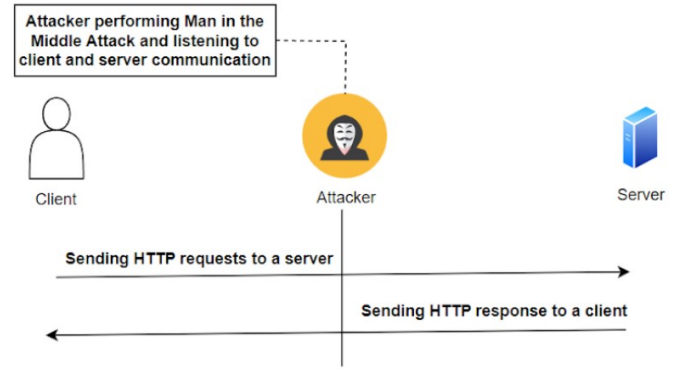 Attacker performing Man in the
Middle Attack and listening to
client and server communication
Client
Attacker
Server
Sending HTTP requests to a server
Sending HTTP response to a client